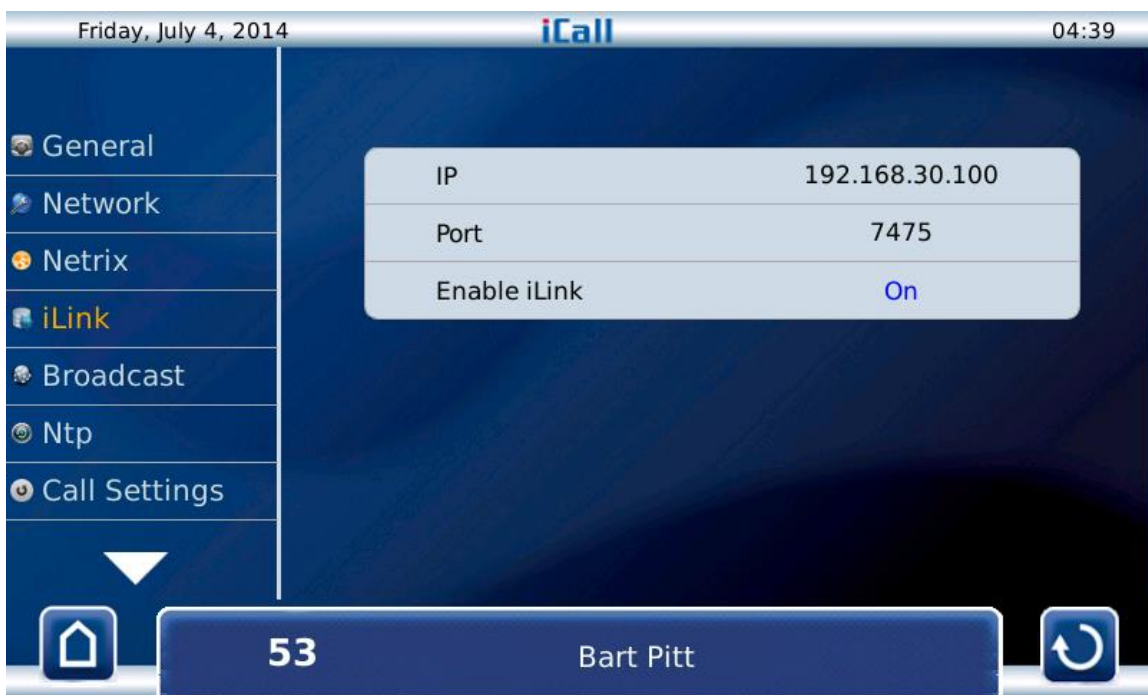 Friday, July 4, 2014 iCall 04:39
General
Network
Netrix
iLink
Broadcast
Ntp
Call Settings
IP 192.168.30.100
Port 7475
Enable iLink On
53 Bart Pitt